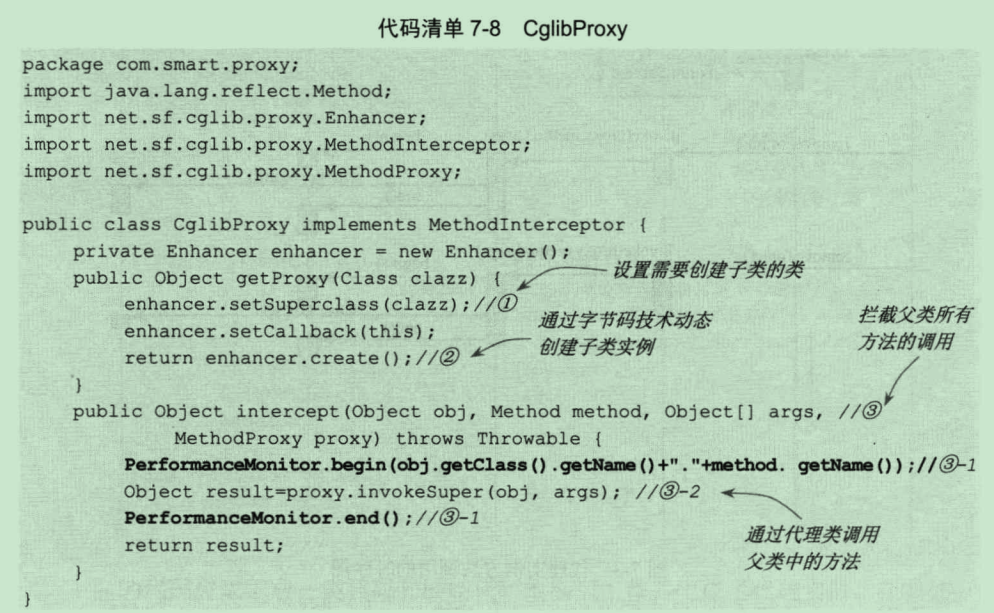 代码清单 7-8 CglibProxy
package com.smart.proxy;
import java.lang.reflect.Method;
import net.sf.cglib.proxy.Enhancer;
import net.sf.cglib.proxy.MethodInterceptor;
import net.sf.cglib.proxy.MethodProxy;
public class CglibProxy implements MethodInterceptor {
private Enhancer enhancer = new Enhancer();
public Object getProxy(Class clazz) {
设置需要创建子类的类
enhancer.setSuperclass(clazz);//①
enhancer.setCallback(this);
通过字节码技术动态
创建子类实例
return enhancer.create();//②
}
拦截父类所有
方法的调用
public Object intercept(Object obj, Method method, Object[] args, //③
MethodProxy proxy) throws Throwable {
PerformanceMonitor.begin(obj.getClass().getName()+"."+method. getName());//③-1
Object result=proxy.invokeSuper(obj, args); //③-2
PerformanceMonitor.end();//③-1
通过代理类调用
父类中的方法
return result;
}
}